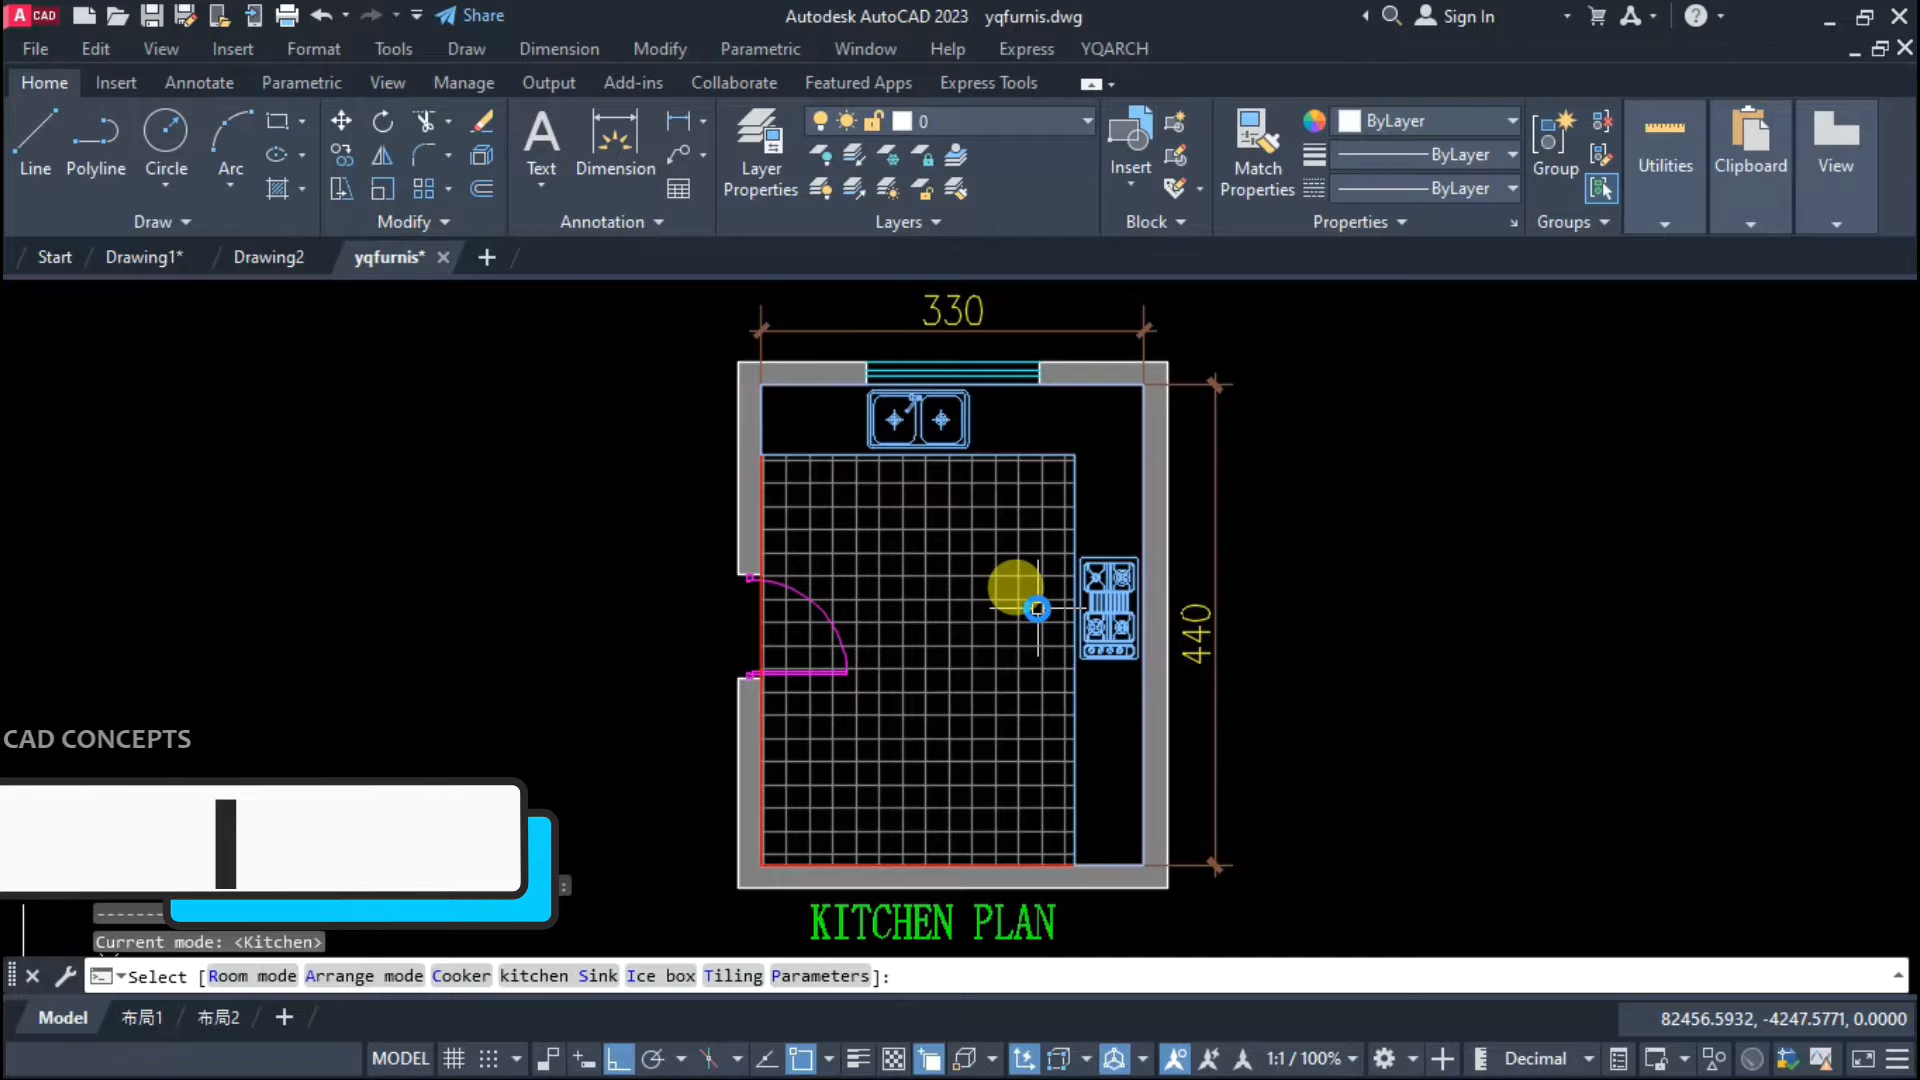 A CAD
Share
Autodesk AutoCAD 2023 yqfurnis.dwg
Sign In
File Edit View Insert Format Tools Draw Dimension Modify Parametric Window Help Express YQARCH
Home Insert Annotate Parametric View Manage Output Add-ins Collaborate Featured Apps Express Tools
0
ByLayer
ByLayer
ByLayer
Line Polyline Circle Arc
Text Dimension
Layer Properties
Insert
Match Properties
Group
Utilities Clipboard View
Draw Modify Annotation Layers Block Properties Groups
Start Drawing1* Drawing2 yqfurnis*
330
440
CAD CONCEPTS
KITCHEN PLAN
Current mode: <Kitchen>
Select [Room mode Arrange mode Cooker kitchen Sink Ice box Tiling Parameters]:
Model 布局1 布局2
82456.5932, -4247.5771, 0.0000
MODEL 1:1 / 100% Decimal